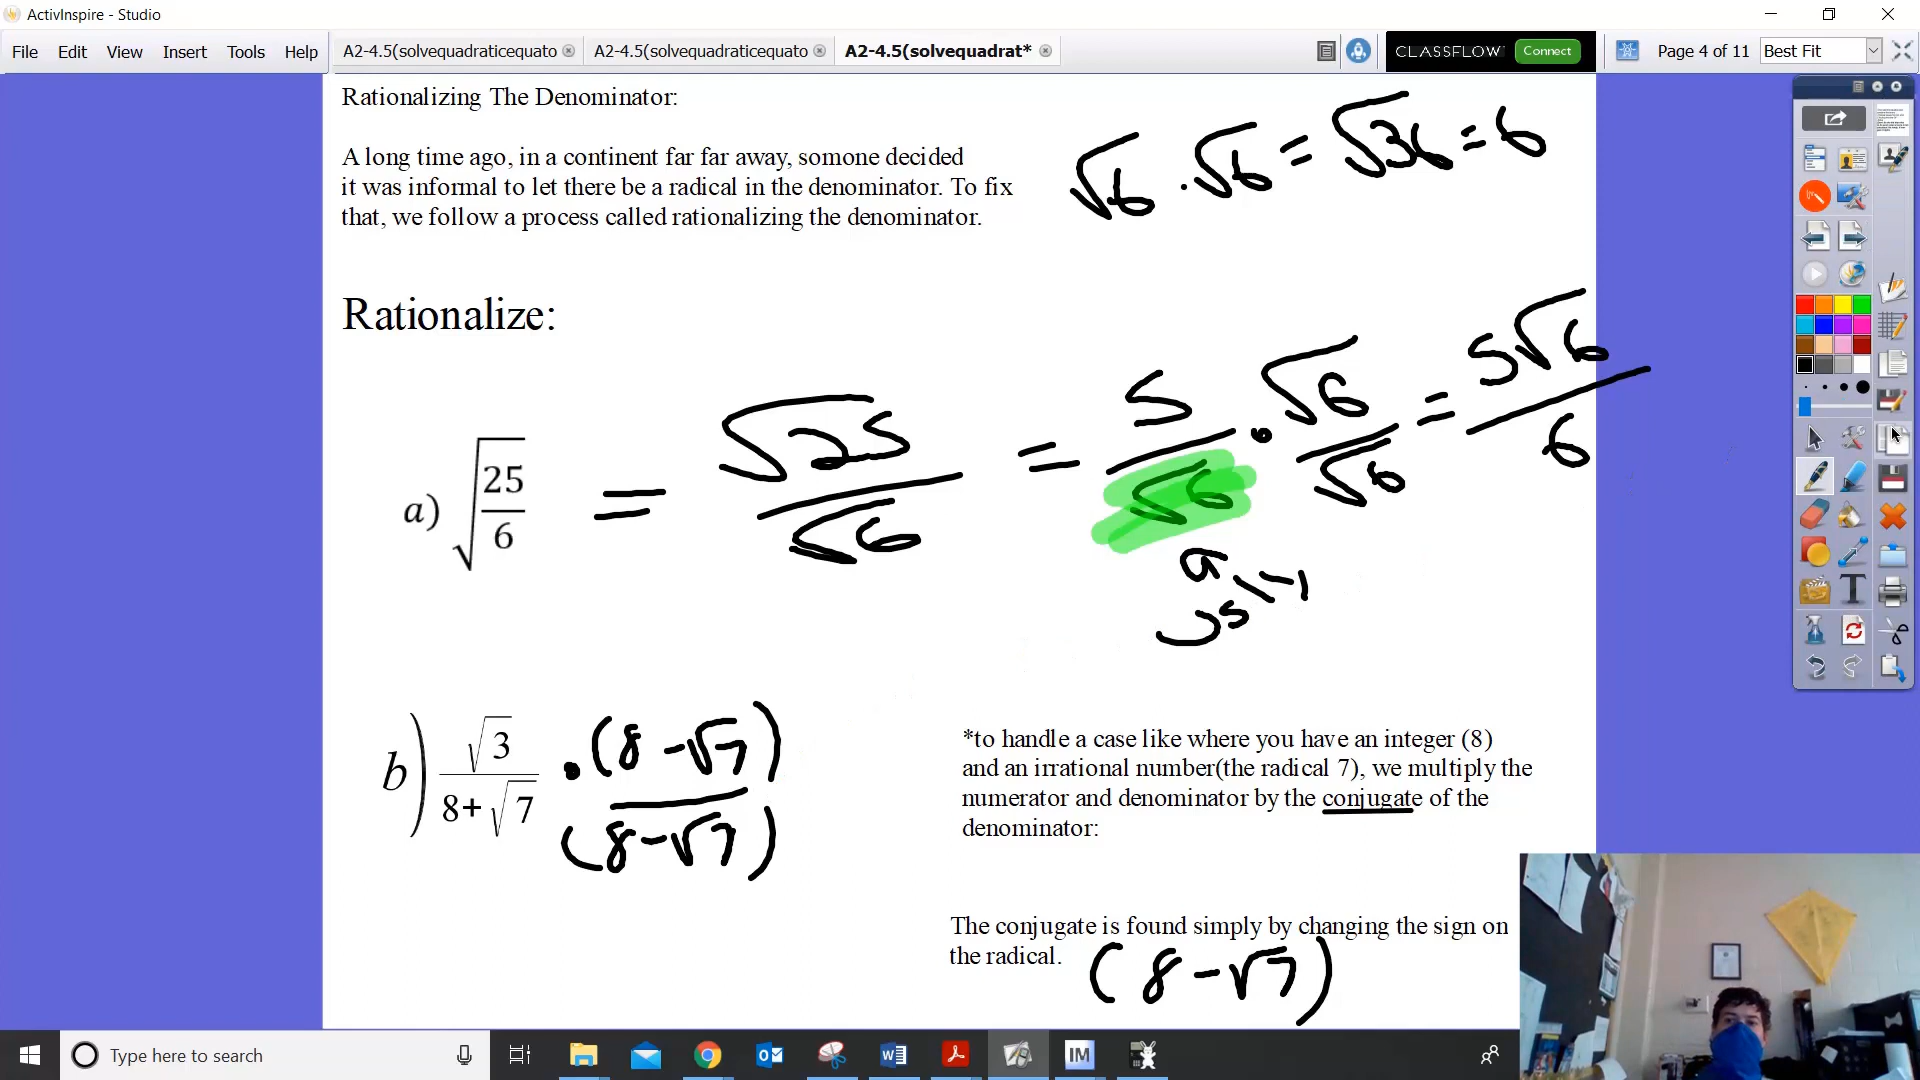 ActivInspire - Studio
File Edit View Insert Tools Help
A2-4.5(solvequadraticequato
A2-4.5(solvequadraticequato
A2-4.5(solvequadrat*
CLASSFLOW Connect
Page 4 of 11
Best Fit
Rationalizing The Denominator:
A long time ago, in a continent far far away, somone decided
it was informal to let there be a radical in the denominator. To fix
that, we follow a process called rationalizing the denominator.
√6 · √6 = √36 = 6
Rationalize:
a) √(25/6) = √25/√6 = 5/√6 · √6/√6 = 5√6/6
b) √3/(8+√7) · (8-√7)/(8-√7)
*to handle a case like where you have an integer (8)
and an irrational number(the radical 7), we multiply the
numerator and denominator by the conjugate of the
denominator:
The conjugate is found simply by changing the sign on
the radical. (8-√7)
Type here to search